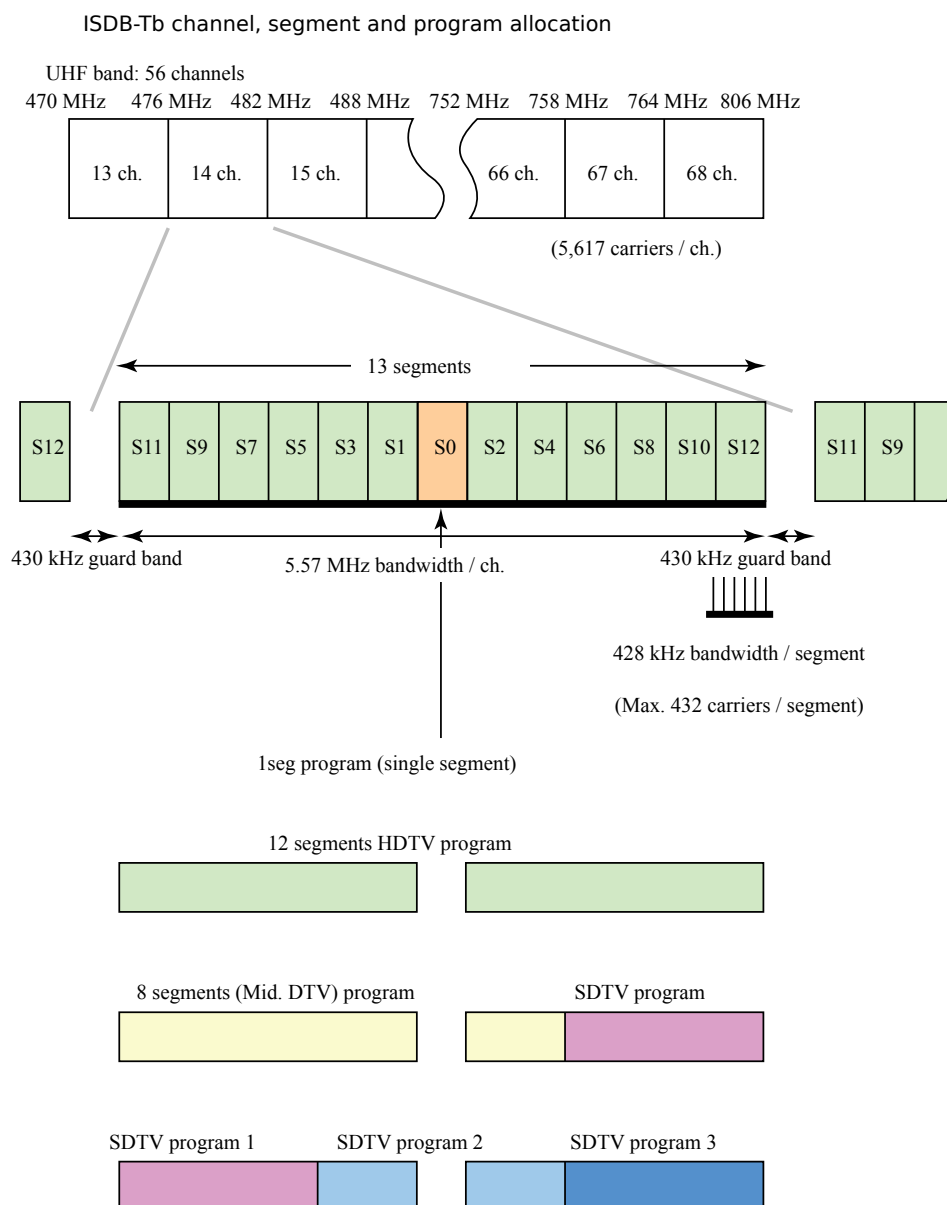 ISDB-Tb channel, segment and program allocation
UHF band: 56 channels
470 MHz 476 MHz 482 MHz 488 MHz 752 MHz 758 MHz 764 MHz 806 MHz
13 ch. 14 ch. 15 ch. 66 ch. 67 ch. 68 ch.
(5,617 carriers / ch.)
13 segments
S12 S11 S9 S7 S5 S3 S1 S0 S2 S4 S6 S8 S10 S12 S11 S9
430 kHz guard band 5.57 MHz bandwidth / ch. 430 kHz guard band
428 kHz bandwidth / segment
(Max. 432 carriers / segment)
1seg program (single segment)
12 segments HDTV program
8 segments (Mid. DTV) program SDTV program
SDTV program 1 SDTV program 2 SDTV program 3